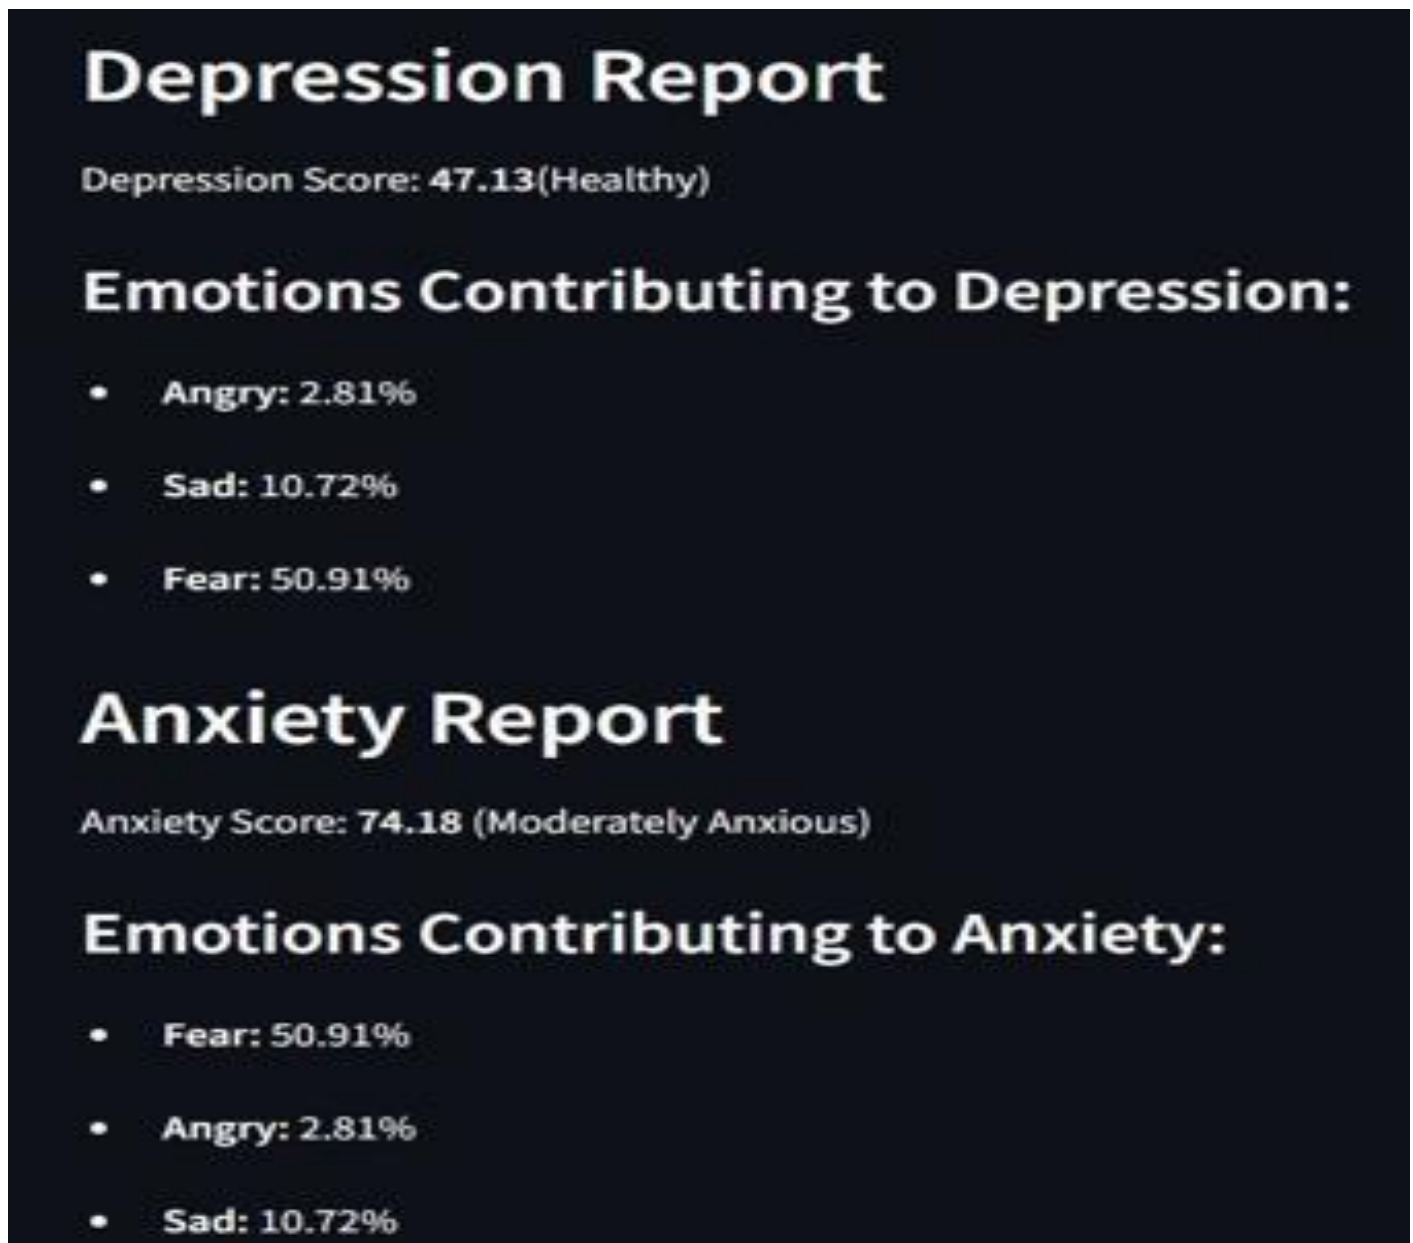 Depression Report
Depression Score: 47.13(Healthy)
Emotions Contributing to Depression:
• Angry: 2.81%
• Sad: 10.72%
• Fear: 50.91%
Anxiety Report
Anxiety Score: 74.18 (Moderately Anxious)
Emotions Contributing to Anxiety:
• Fear: 50.91%
• Angry: 2.81%
• Sad: 10.72%